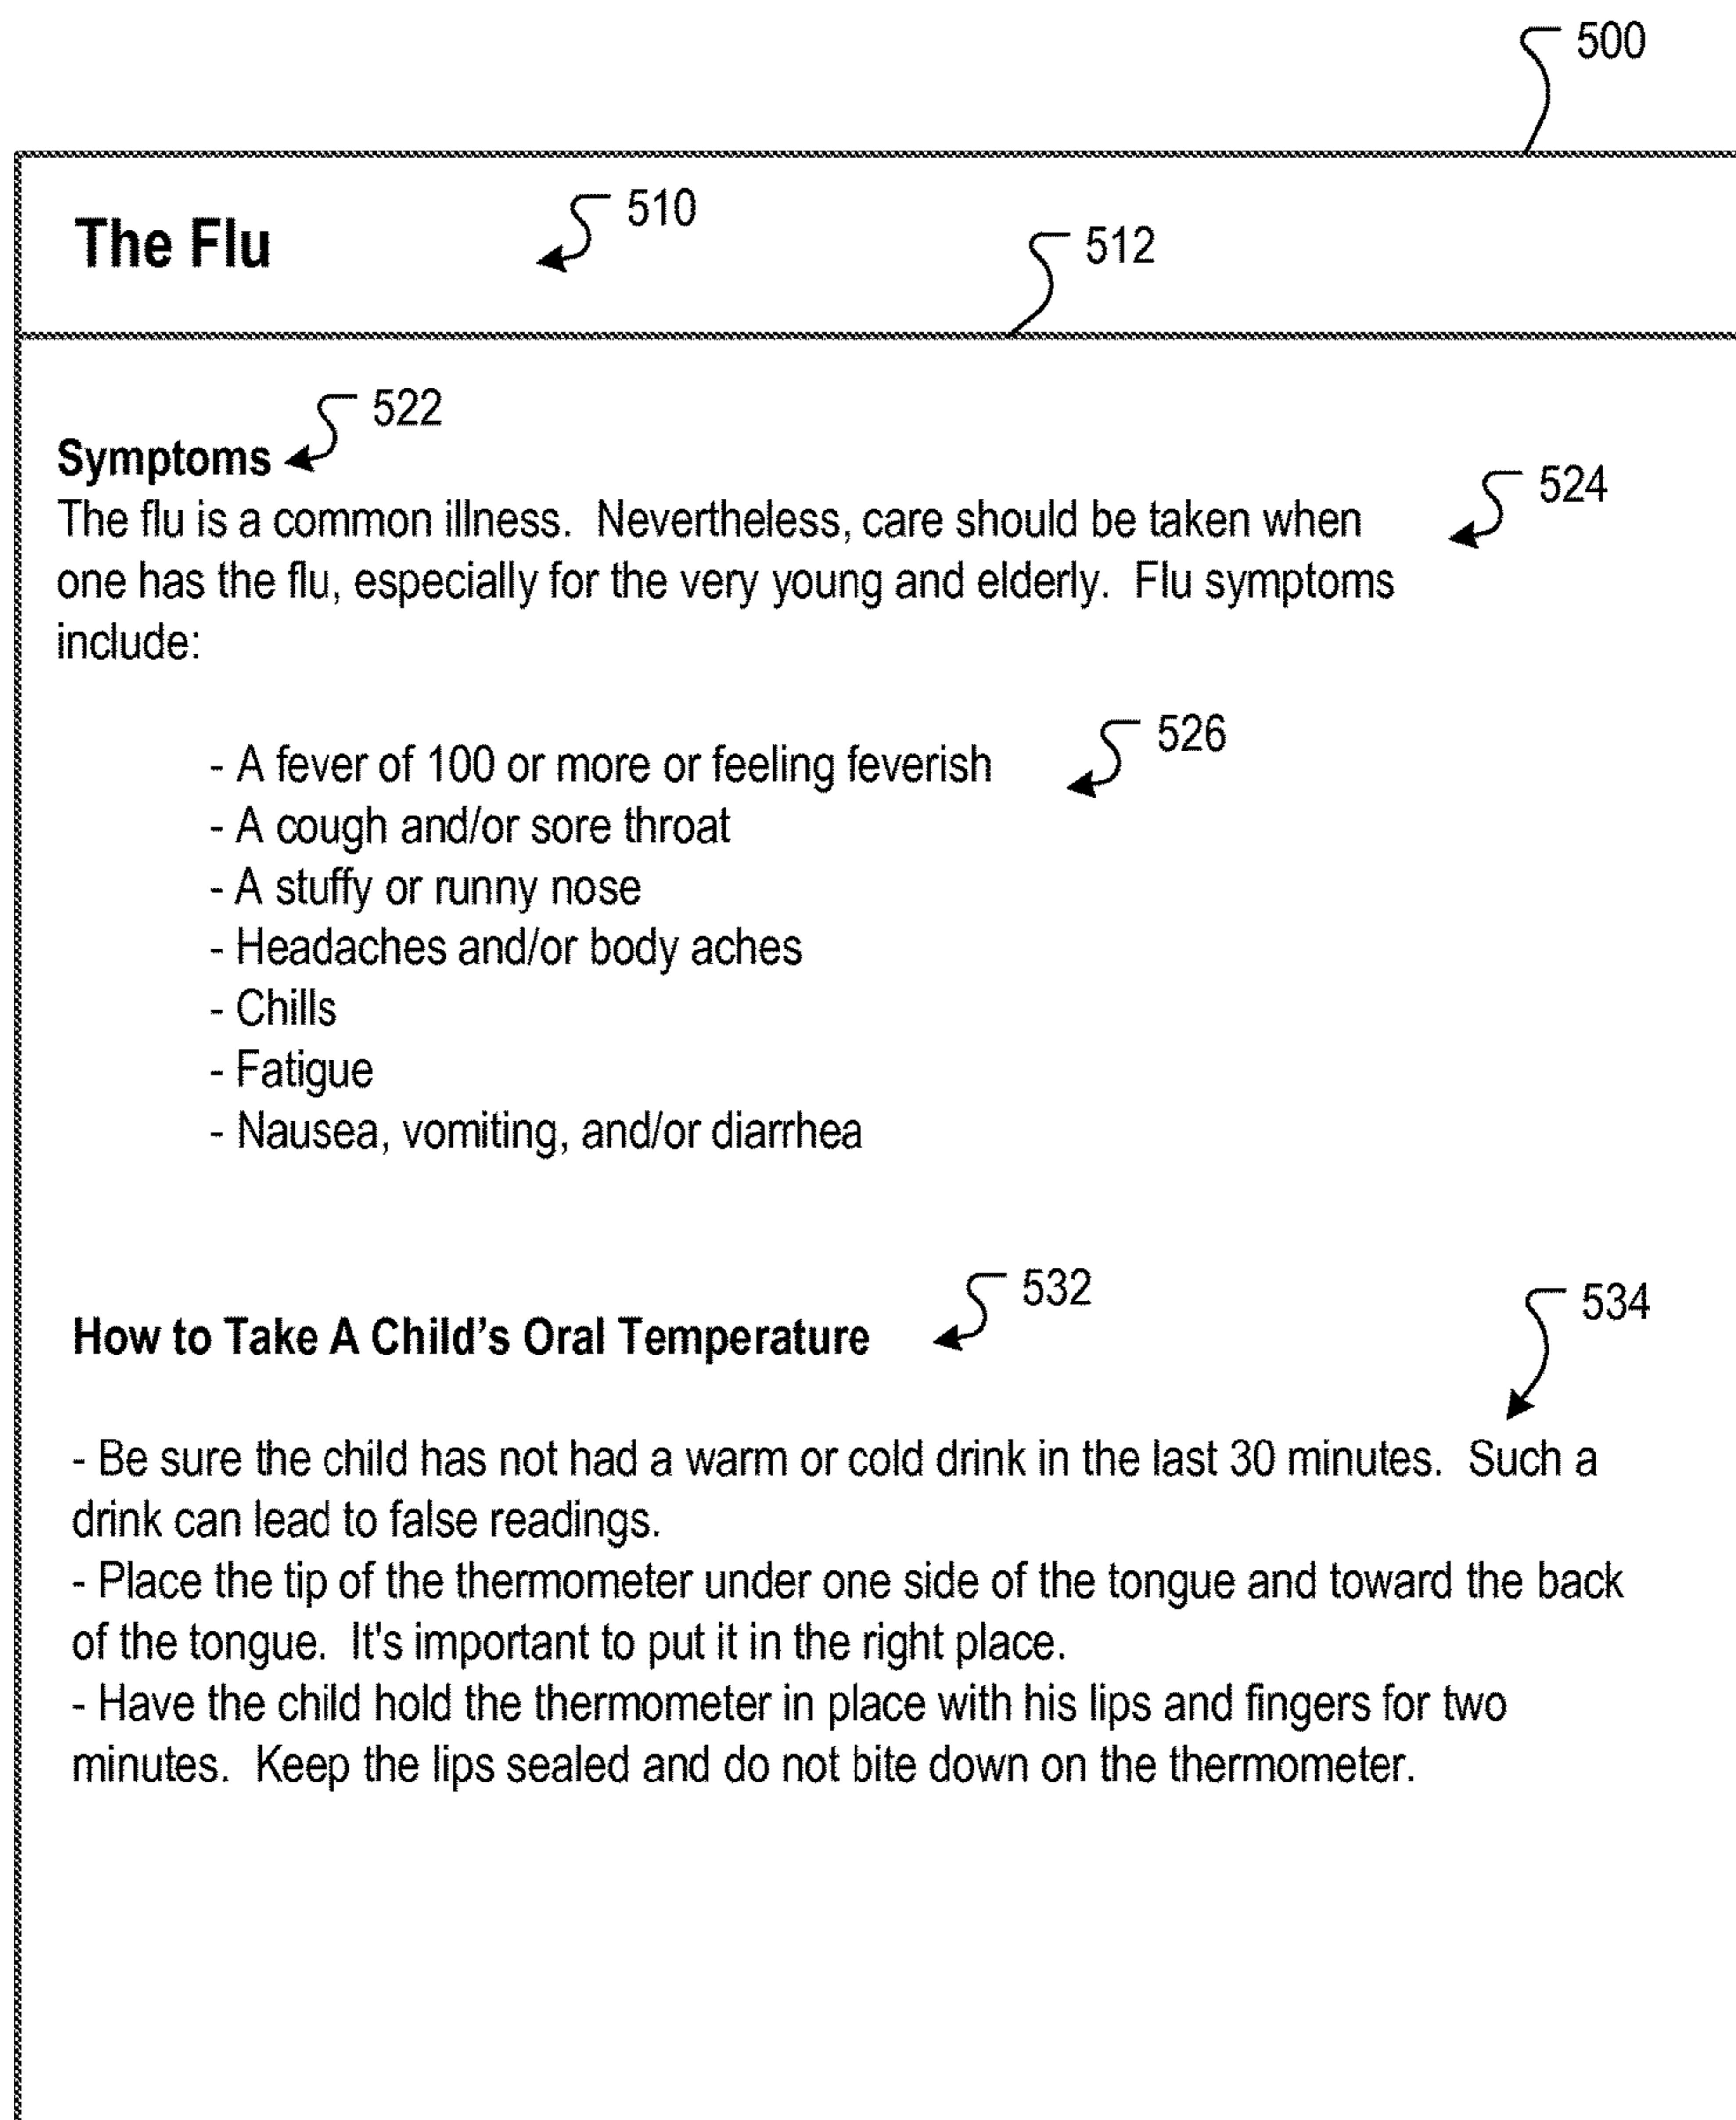 500
The Flu
510
512
522
Symptoms
524
The flu is a common illness.  Nevertheless, care should be taken when
one has the flu, especially for the very young and elderly.  Flu symptoms
include:
526
- A fever of 100 or more or feeling feverish
- A cough and/or sore throat
- A stuffy or runny nose
- Headaches and/or body aches
- Chills
- Fatigue
- Nausea, vomiting, and/or diarrhea
532
534
How to Take A Child's Oral Temperature
- Be sure the child has not had a warm or cold drink in the last 30 minutes.  Such a
drink can lead to false readings.
- Place the tip of the thermometer under one side of the tongue and toward the back
of the tongue.  It's important to put it in the right place.
- Have the child hold the thermometer in place with his lips and fingers for two
minutes.  Keep the lips sealed and do not bite down on the thermometer.